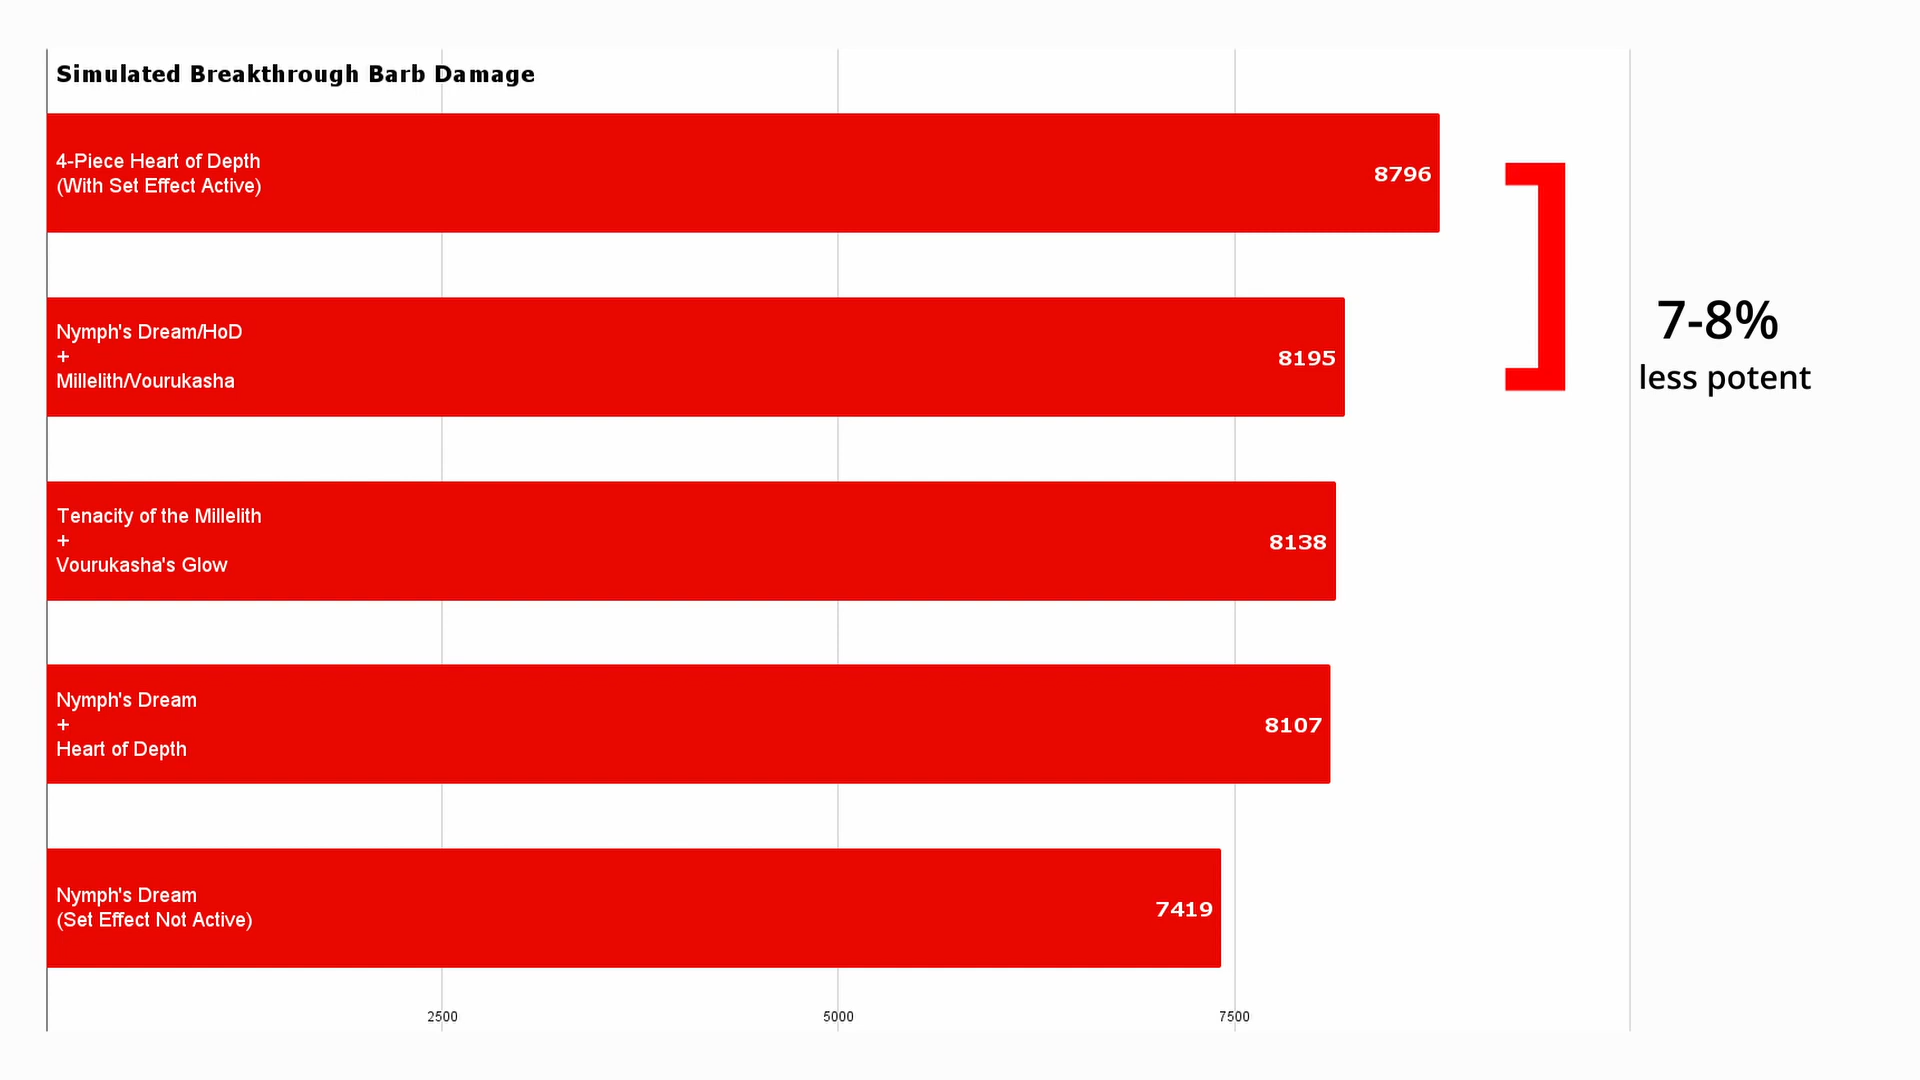 Simulated Breakthrough Barb Damage
4-Piece Heart of Depth
(With Set Effect Active)
8796
Nymph's Dream/HoD
+
Millelith/Vourukasha
8195
7-8%
less potent
Tenacity of the Millelith
+
Vourukasha's Glow
8138
Nymph's Dream
+
Heart of Depth
8107
Nymph's Dream
(Set Effect Not Active)
7419
2500
5000
7500